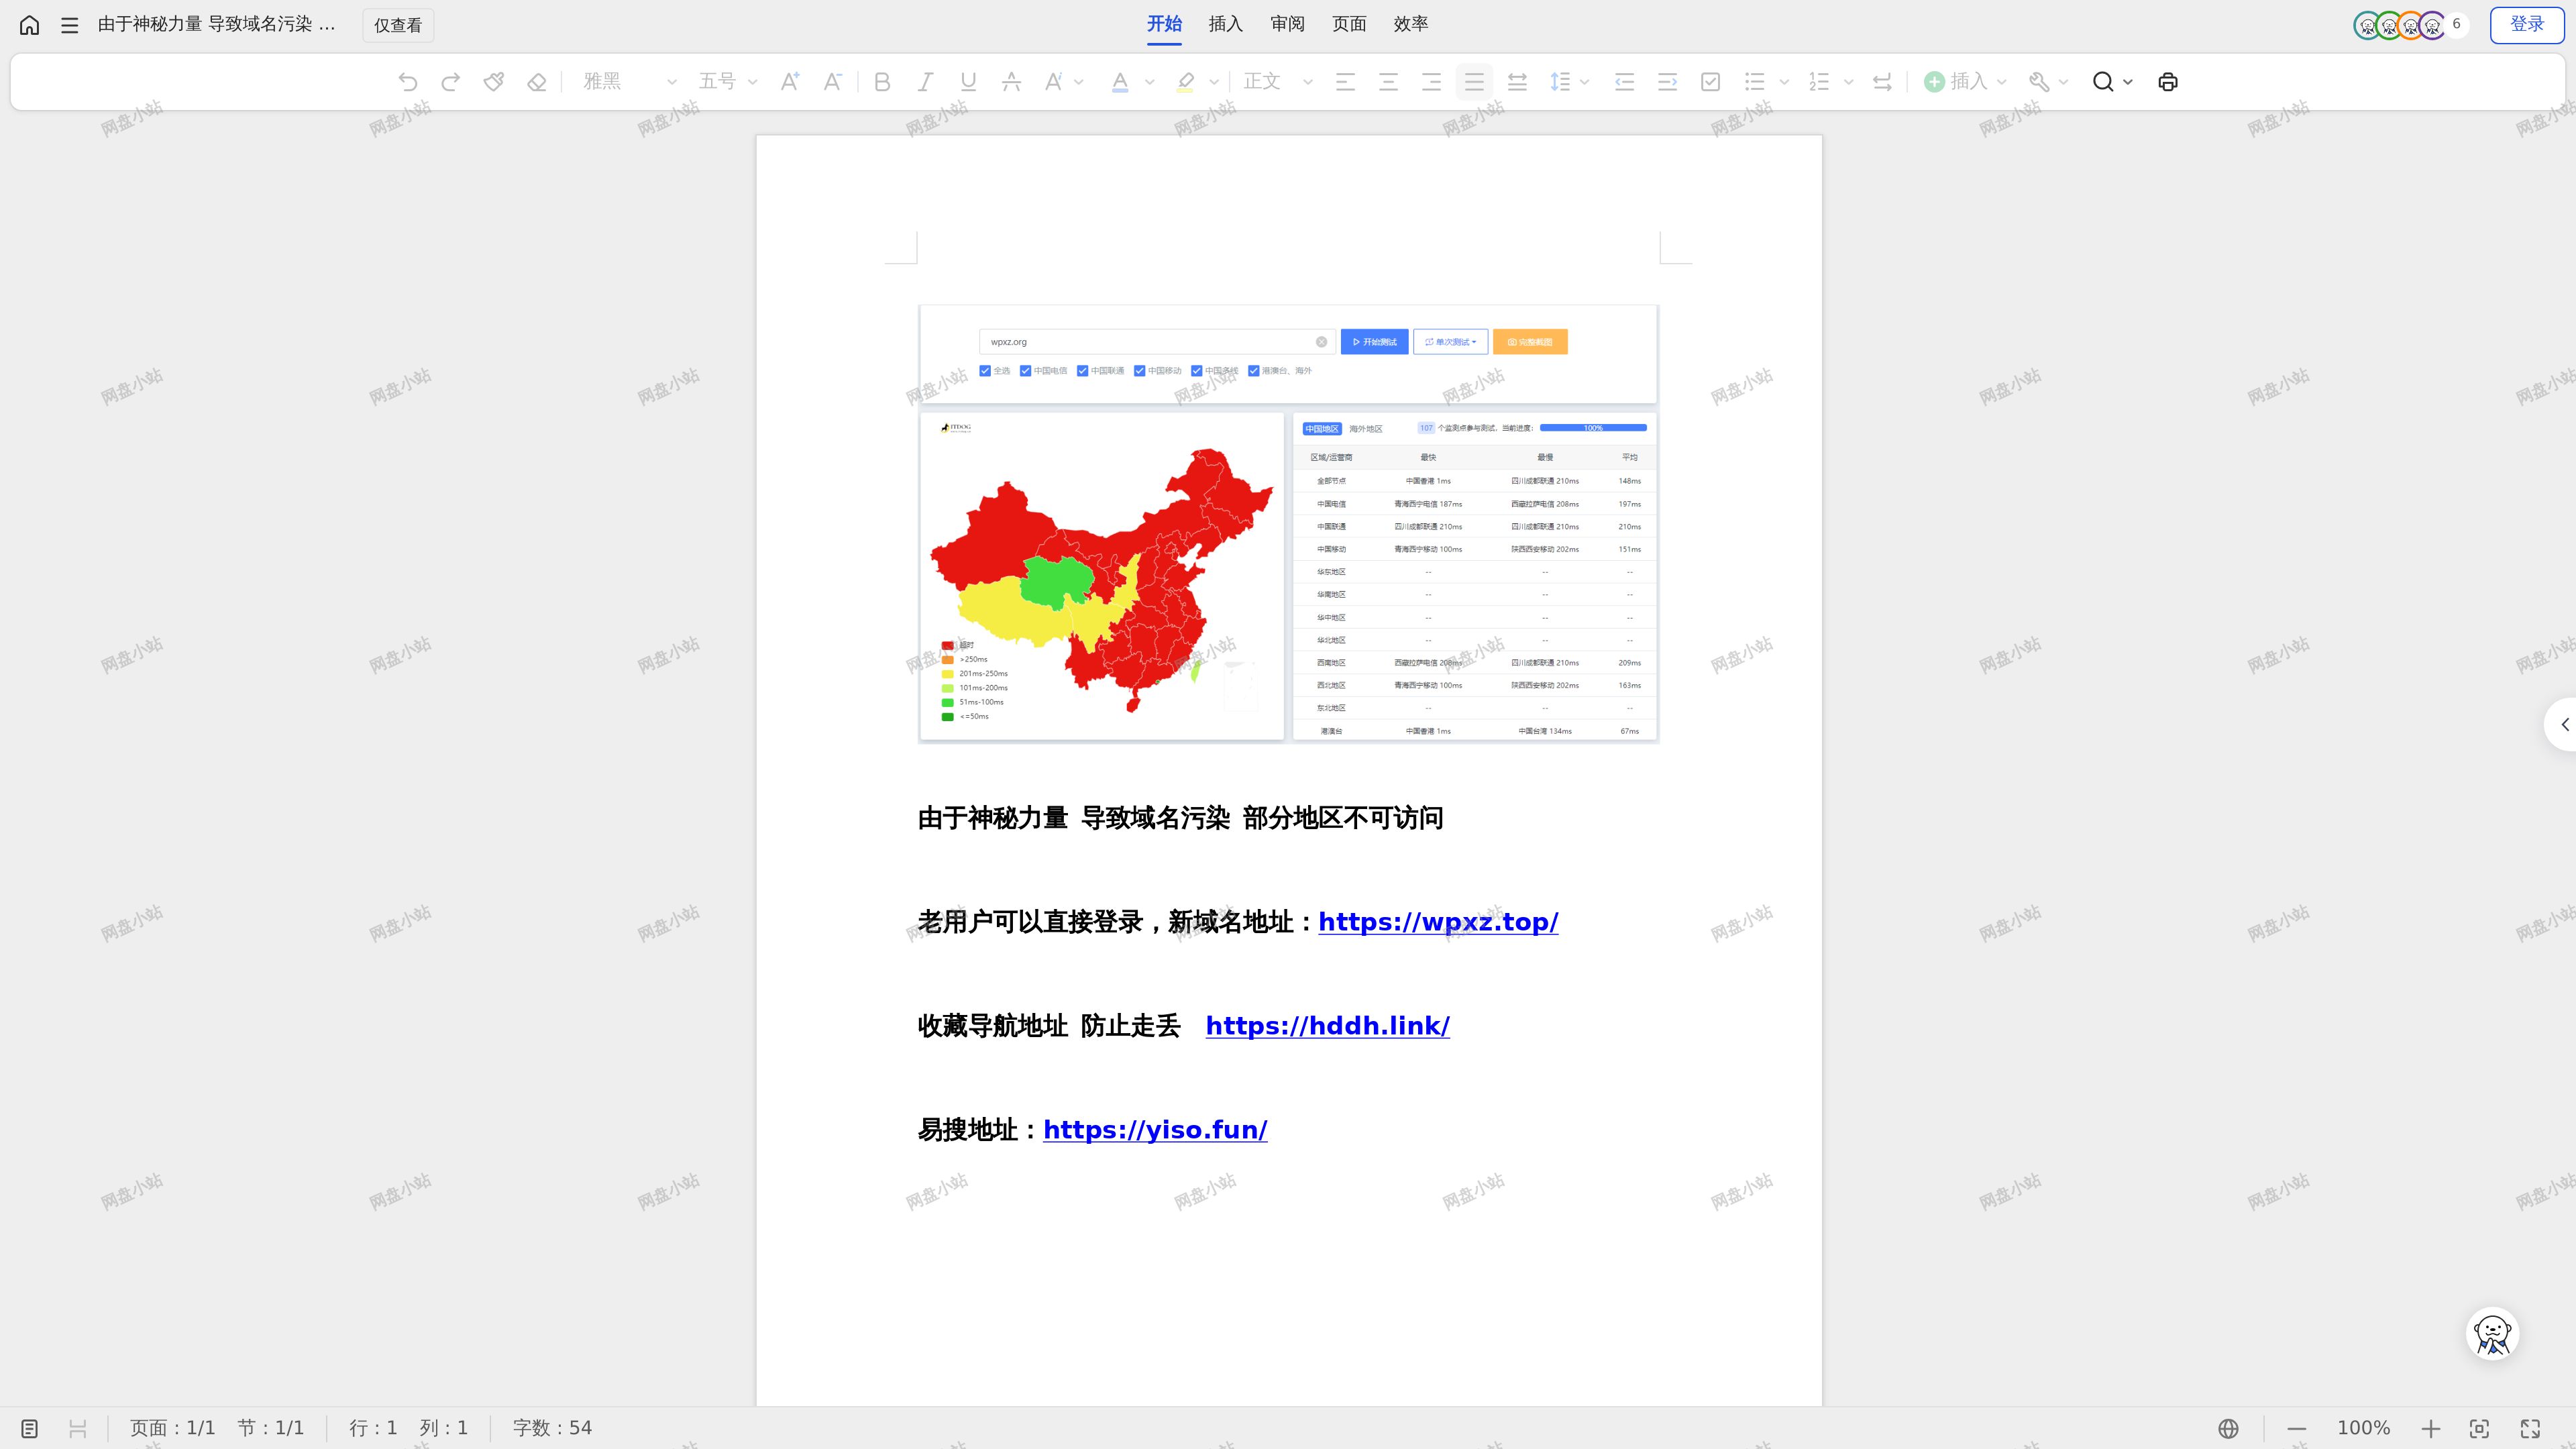 由于神秘力量 导致域名污染 ...
仅查看
开始 插入 审阅 页面 效率
6
登录
雅黑 五号 正文 插入
wpxz.org
开始测试 单次测试 完整截图
全选 中国电信 中国联通 中国移动 中国多线 港澳台、海外
ITDOG
中国地区 海外地区 107 个监测点参与测试, 当前进度: 100%
区域/运营商 最快 最慢 平均
全部节点 中国香港 1ms 四川成都联通 210ms 148ms
中国电信 青海西宁电信 187ms 西藏拉萨电信 208ms 197ms
中国联通 四川成都联通 210ms 四川成都联通 210ms 210ms
中国移动 青海西宁移动 100ms 陕西西安移动 202ms 151ms
华东地区 -- -- --
华南地区 -- -- --
华中地区 -- -- --
华北地区 -- -- --
西南地区 西藏拉萨电信 208ms 四川成都联通 210ms 209ms
西北地区 青海西宁移动 100ms 陕西西安移动 202ms 163ms
东北地区 -- -- --
港澳台 中国香港 1ms 中国台湾 134ms 67ms
超时
>250ms
201ms-250ms
101ms-200ms
51ms-100ms
<=50ms
由于神秘力量 导致域名污染 部分地区不可访问
老用户可以直接登录，新域名地址：https://wpxz.top/
收藏导航地址 防止走丢 https://hddh.link/
易搜地址：https://yiso.fun/
网盘小站
页面：1/1 节：1/1 行：1 列：1 字数：54
100%